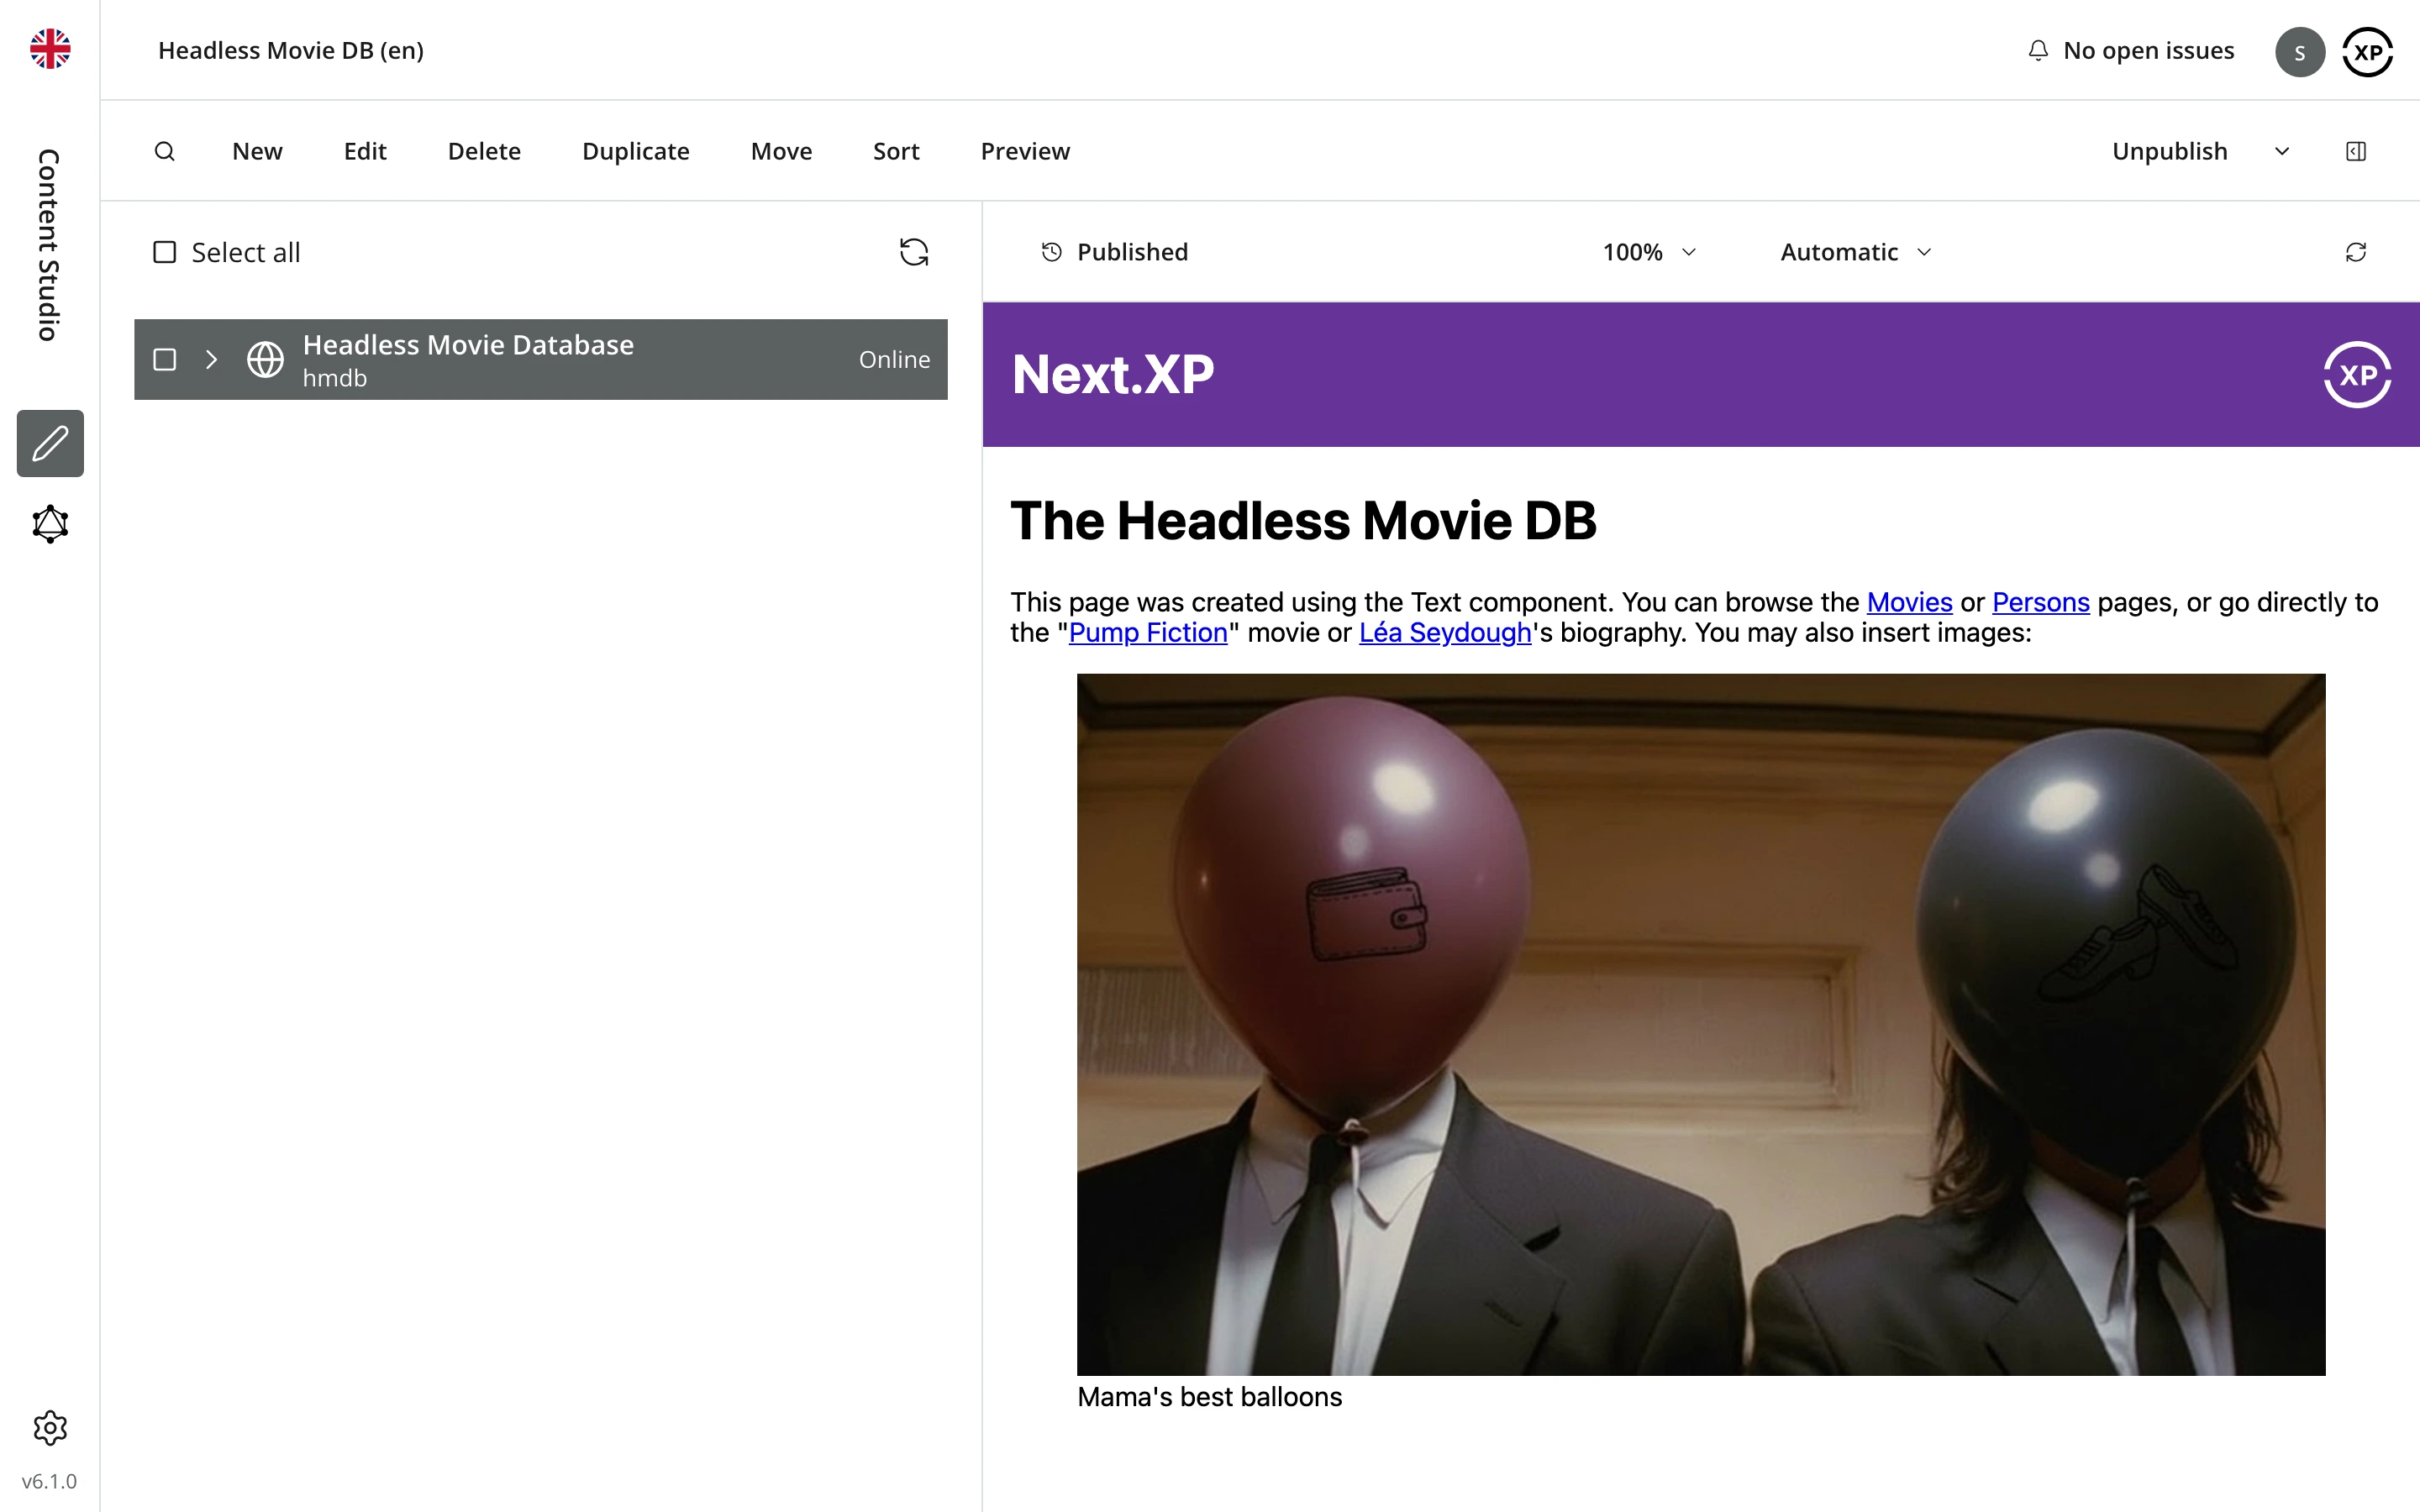 Headless Movie DB (en)
No open issues
S
XP
Content Studio
New
Edit
Delete
Duplicate
Move
Sort
Preview
Unpublish
Select all
Published
100%
Automatic
Headless Movie Database
hmdb
Online
Next.XP
XP
The Headless Movie DB
This page was created using the Text component. You can browse the Movies or Persons pages, or go directly to
the "Pump Fiction" movie or Léa Seydough's biography. You may also insert images:
Mama's best balloons
v6.1.0